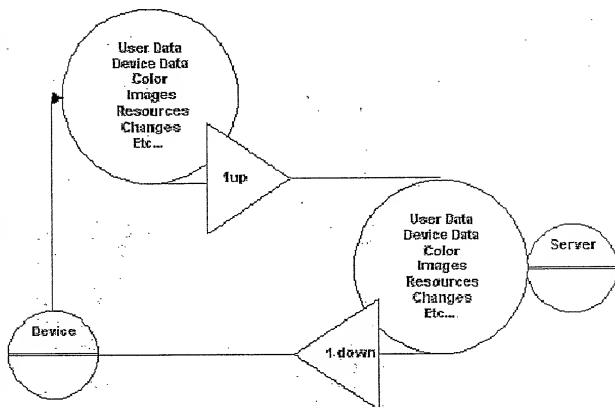 User Data
Device Data
Color
Images
Resources
Changes
Etc...
1up
User Data
Device Data
Color
Images
Resources
Changes
Etc...
Server
Device
1 down